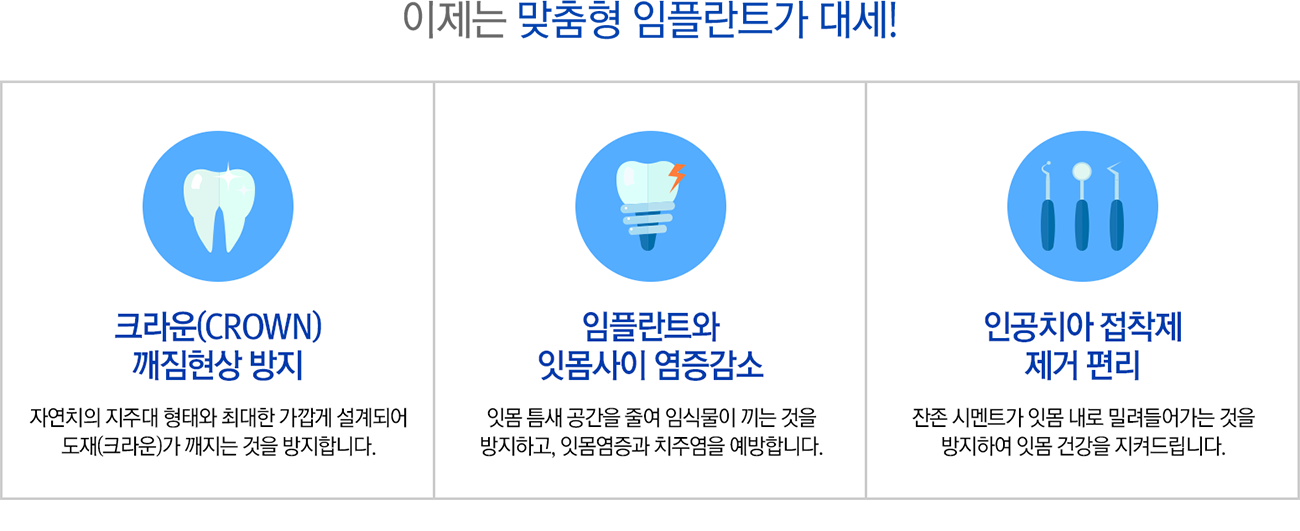 이제는 맞춤형 임플란트가 대세!
크라운(CROWN)
깨짐현상 방지
자연치의 지주대 형태와 최대한 가깝게 설계되어
도재(크라운)가 깨지는 것을 방지합니다.
임플란트와
잇몸사이 염증감소
잇몸 틈새 공간을 줄여 임식물이 끼는 것을
방지하고, 잇몸염증과 치주염을 예방합니다.
인공치아 접착제
제거 편리
잔존 시멘트가 잇몸 내로 밀려들어가는 것을
방지하여 잇몸 건강을 지켜드립니다.